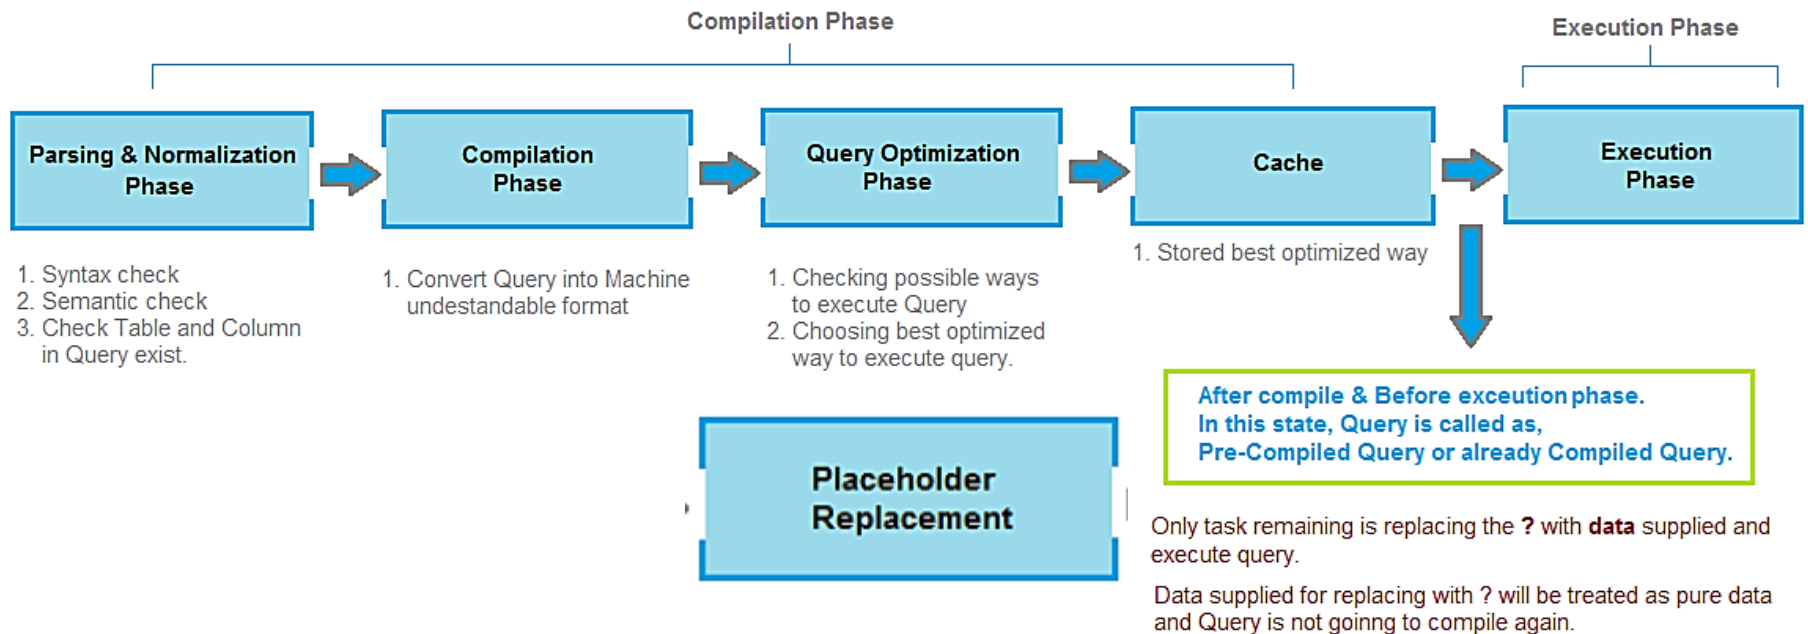 Compilation Phase
Execution Phase
Parsing & Normalization
Phase
Compilation
Phase
Query Optimization
Phase
Cache
Execution
Phase
1. Syntax check
2. Semantic check
3. Check Table and Column
in Query exist.
1. Convert Query into Machine
undestandable format
1. Checking possible ways
to execute Query
2. Choosing best optimized
way to execute query.
1. Stored best optimized way
After compile & Before exceution phase.
In this state, Query is called as,
Pre-Compiled Query or already Compiled Query.
Placeholder
Replacement
Only task remaining is replacing the ? with data supplied and
execute query.
Data supplied for replacing with ? will be treated as pure data
and Query is not goinng to compile again.